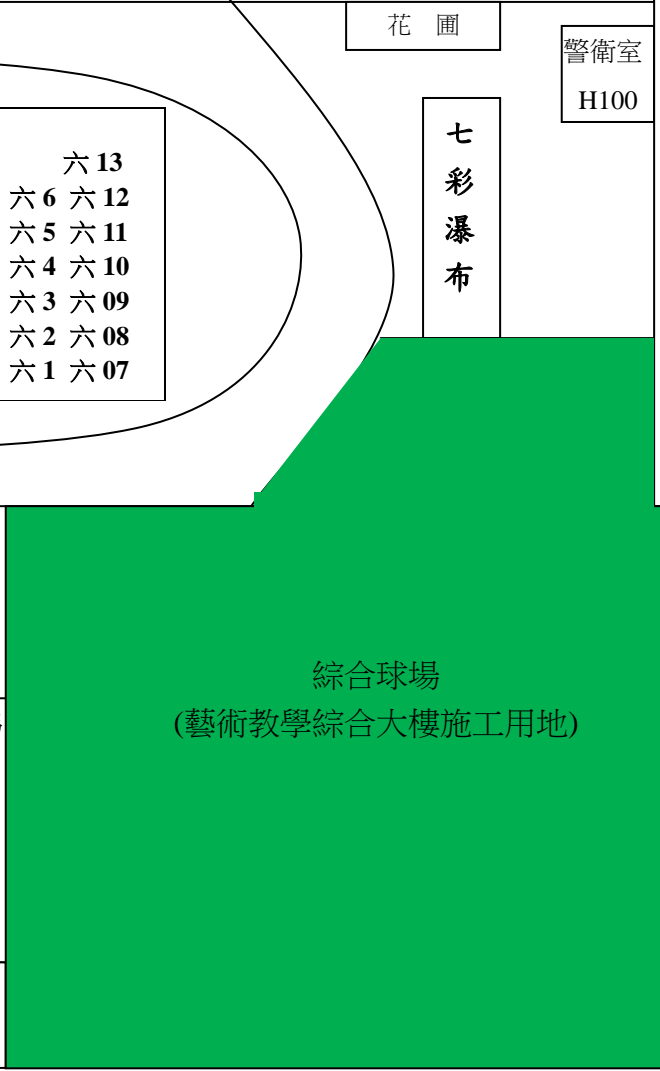 花 圃
警衛室
H100
七
彩
瀑
布
六 13
六 6 六 12
六 5 六 11
六 4 六 10
六 3 六 09
六 2 六 08
六 1 六 07
綜合球場
(藝術教學綜合大樓施工用地)